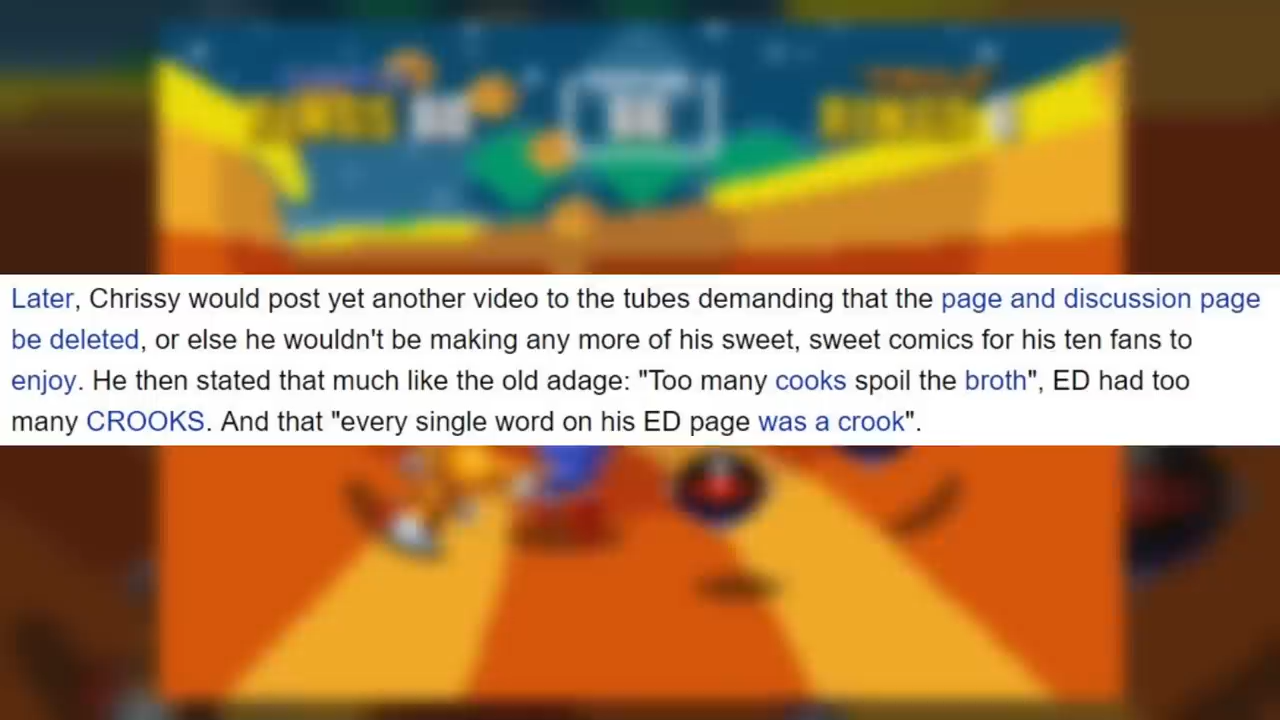 Later, Chrissy would post yet another video to the tubes demanding that the page and discussion page
be deleted, or else he wouldn't be making any more of his sweet, sweet comics for his ten fans to
enjoy. He then stated that much like the old adage: "Too many cooks spoil the broth", ED had too
many CROOKS. And that "every single word on his ED page was a crook".